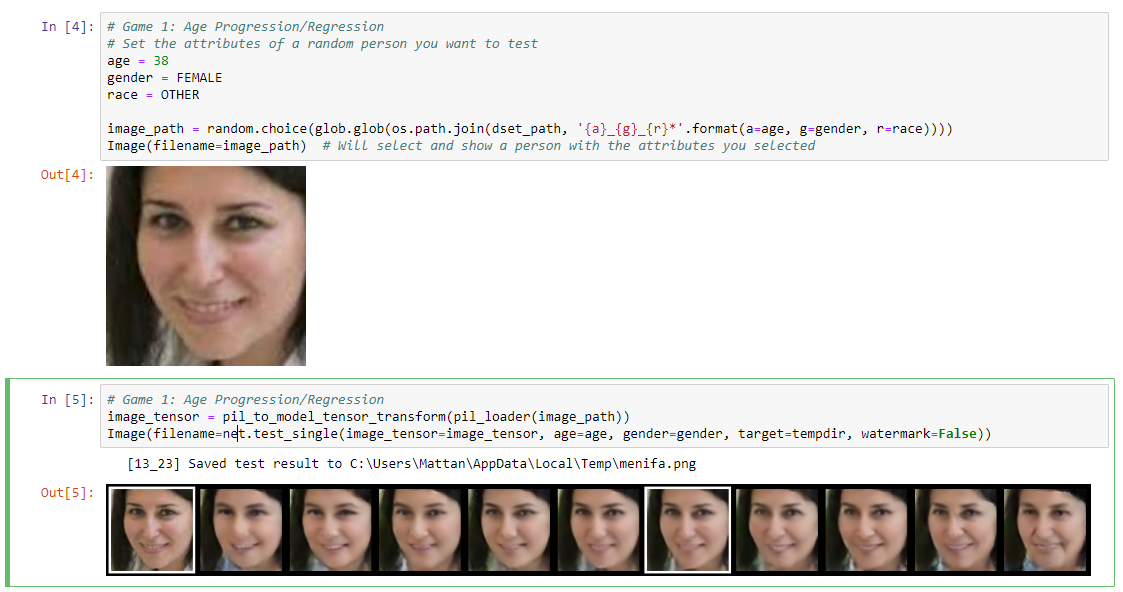 In [4]:
# Game 1: Age Progression/Regression
# Set the attributes of a random person you want to test
age = 38
gender = FEMALE
race = OTHER
image_path = random.choice(glob.glob(os.path.join(dset_path, '{a}_{g}_{r}*'.format(a=age, g=gender, r=race))))
Image(filename=image_path)  # Will select and show a person with the attributes you selected
Out[4]:
In [5]:
# Game 1: Age Progression/Regression
image_tensor = pil_to_model_tensor_transform(pil_loader(image_path))
Image(filename=net.test_single(image_tensor=image_tensor, age=age, gender=gender, target=tempdir, watermark=False))
[13_23] Saved test result to C:\Users\Mattan\AppData\Local\Temp\menifa.png
Out[5]: